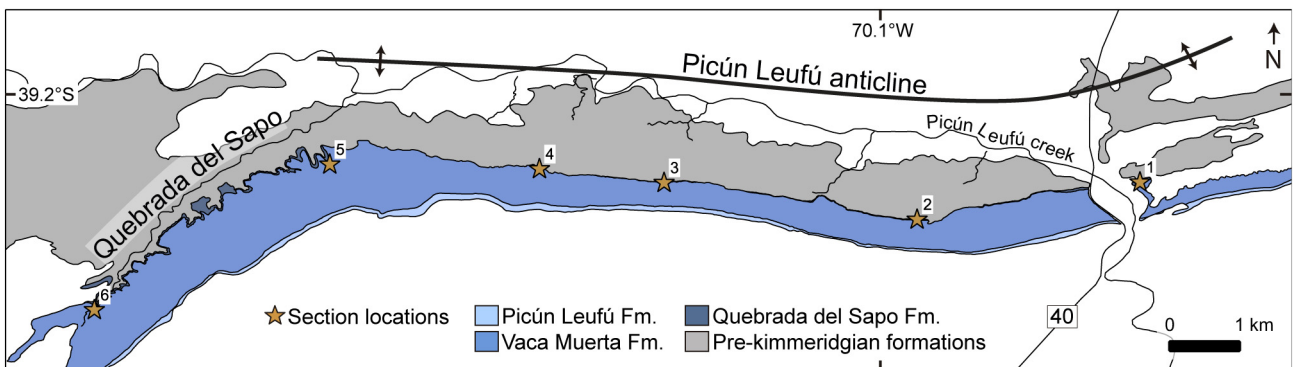 70.1°W
N
Picún Leufú anticline
39.2°S
Picún Leufú creek
Quebrada del Sapo
5
4
3
1
2
6
Section locations
Picún Leufú Fm.
Quebrada del Sapo Fm.
Vaca Muerta Fm.
Pre-kimmeridgian formations
40
0 1 km